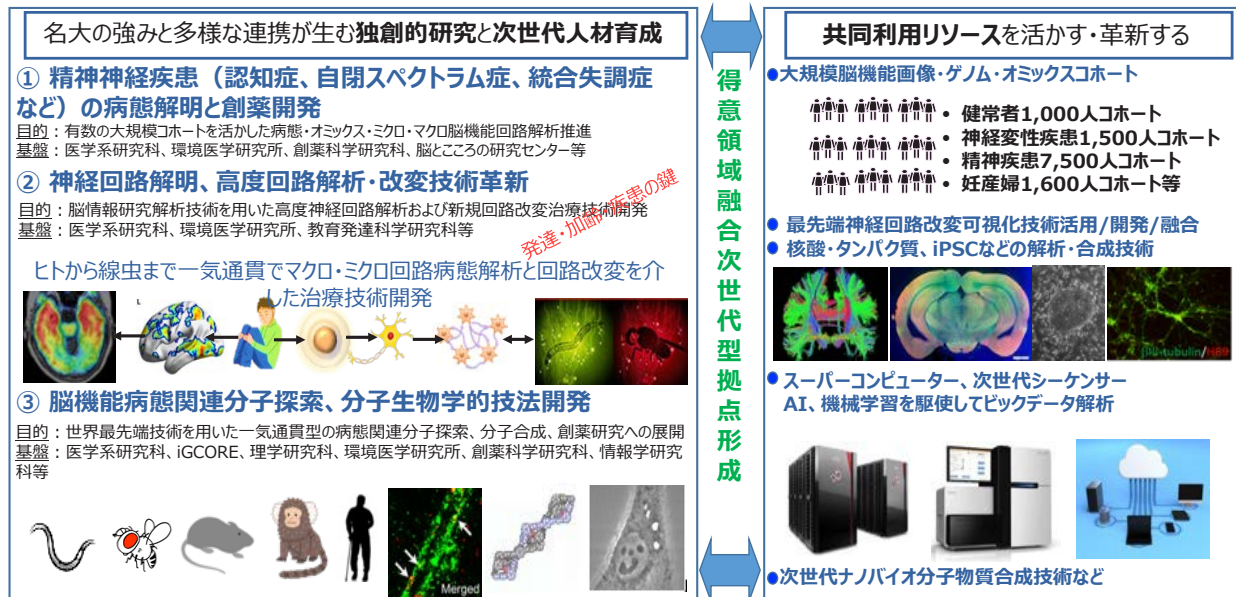 名大の強みと多様な連携が生む独創的研究と次世代人材育成
① 精神神経疾患（認知症、自閉スペクトラム症、統合失調症
など）の病態解明と創薬開発
目的：有数の大規模コホートを活かした病態・オミックス・ミクロ・マクロ脳機能回路解析推進
基盤：医学系研究科、環境医学研究所、創薬科学研究科、脳とこころの研究センター等
② 神経回路解明、高度回路解析・改変技術革新
目的：脳情報研究解析技術を用いた高度神経回路解析および新規回路改変治療技術開発
基盤：医学系研究科、環境医学研究所、教育発達科学研究科等
発達・加齢・疾患の鍵
ヒトから線虫まで一気通貫でマクロ・ミクロ回路病態解析と回路改変を介
した治療技術開発
L
③ 脳機能病態関連分子探索、分子生物学的技法開発
目的：世界最先端技術を用いた一気通貫型の病態関連分子探索、分子合成、創薬研究への展開
基盤：医学系研究科、iGCORE、理学研究科、環境医学研究所、創薬科学研究科、情報学研究
科等
Merged
得意領域融合次世代型拠点形成
共同利用リソースを活かす・革新する
●大規模脳機能画像・ゲノム・オミックスコホート
• 健常者1,000人コホート
• 神経変性疾患1,500人コホート
• 精神疾患7,500人コホート
• 妊産婦1,600人コホート等
● 最先端神経回路改変可視化技術活用/開発/融合
● 核酸・タンパク質、iPSCなどの解析・合成技術
βIII-tubulin/HB9
● スーパーコンピューター、次世代シーケンサー
AI、機械学習を駆使してビックデータ解析
●次世代ナノバイオ分子物質合成技術など